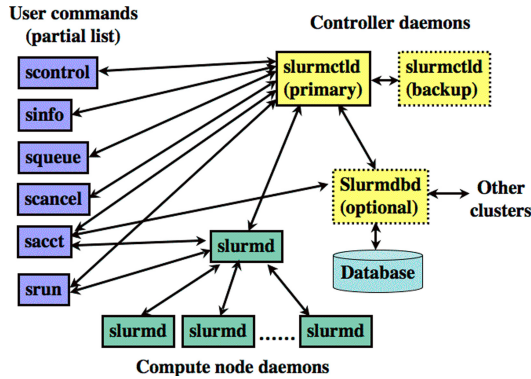 User commands
(partial list)
Controller daemons
scontrol
slurmctld
(primary)
slurmctld
(backup)
sinfo
squeue
scancel
Slurmdbd
(optional)
Other
clusters
sacct
slurmd
srun
Database
slurmd
slurmd
......
slurmd
Compute node daemons